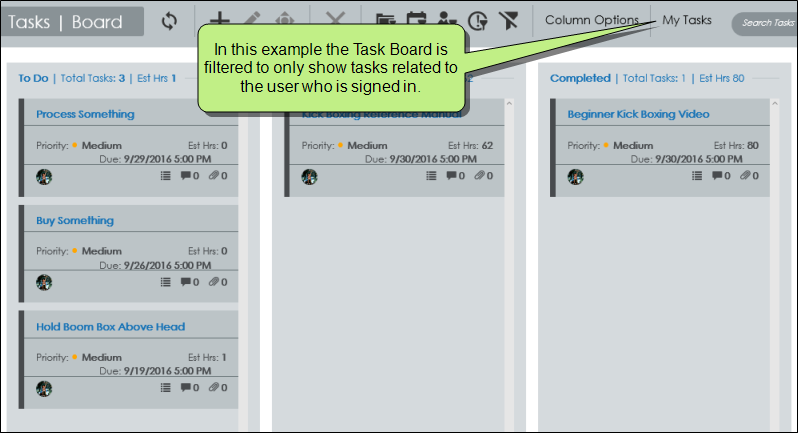 Tasks | Board
Column Options
My Tasks
Search Tasks
In this example the Task Board is
filtered to only show tasks related to
the user who is signed in.
To Do | Total Tasks: 3 | Est Hrs 1
Process Something
Priority: Medium Est Hrs: 0
Due: 9/29/2016 5:00 PM
0 0
Buy Something
Priority: Medium Est Hrs: 0
Due: 9/26/2016 5:00 PM
0 0
Hold Boom Box Above Head
Priority: Medium Est Hrs: 1
Due: 9/19/2016 5:00 PM
0 0
2
Kick Boxing Reference Manual
Priority: Medium Est Hrs: 62
Due: 9/30/2016 5:00 PM
0 0
Completed | Total Tasks: 1 | Est Hrs 80
Beginner Kick Boxing Video
Priority: Medium Est Hrs: 80
Due: 9/30/2016 5:00 PM
0 0